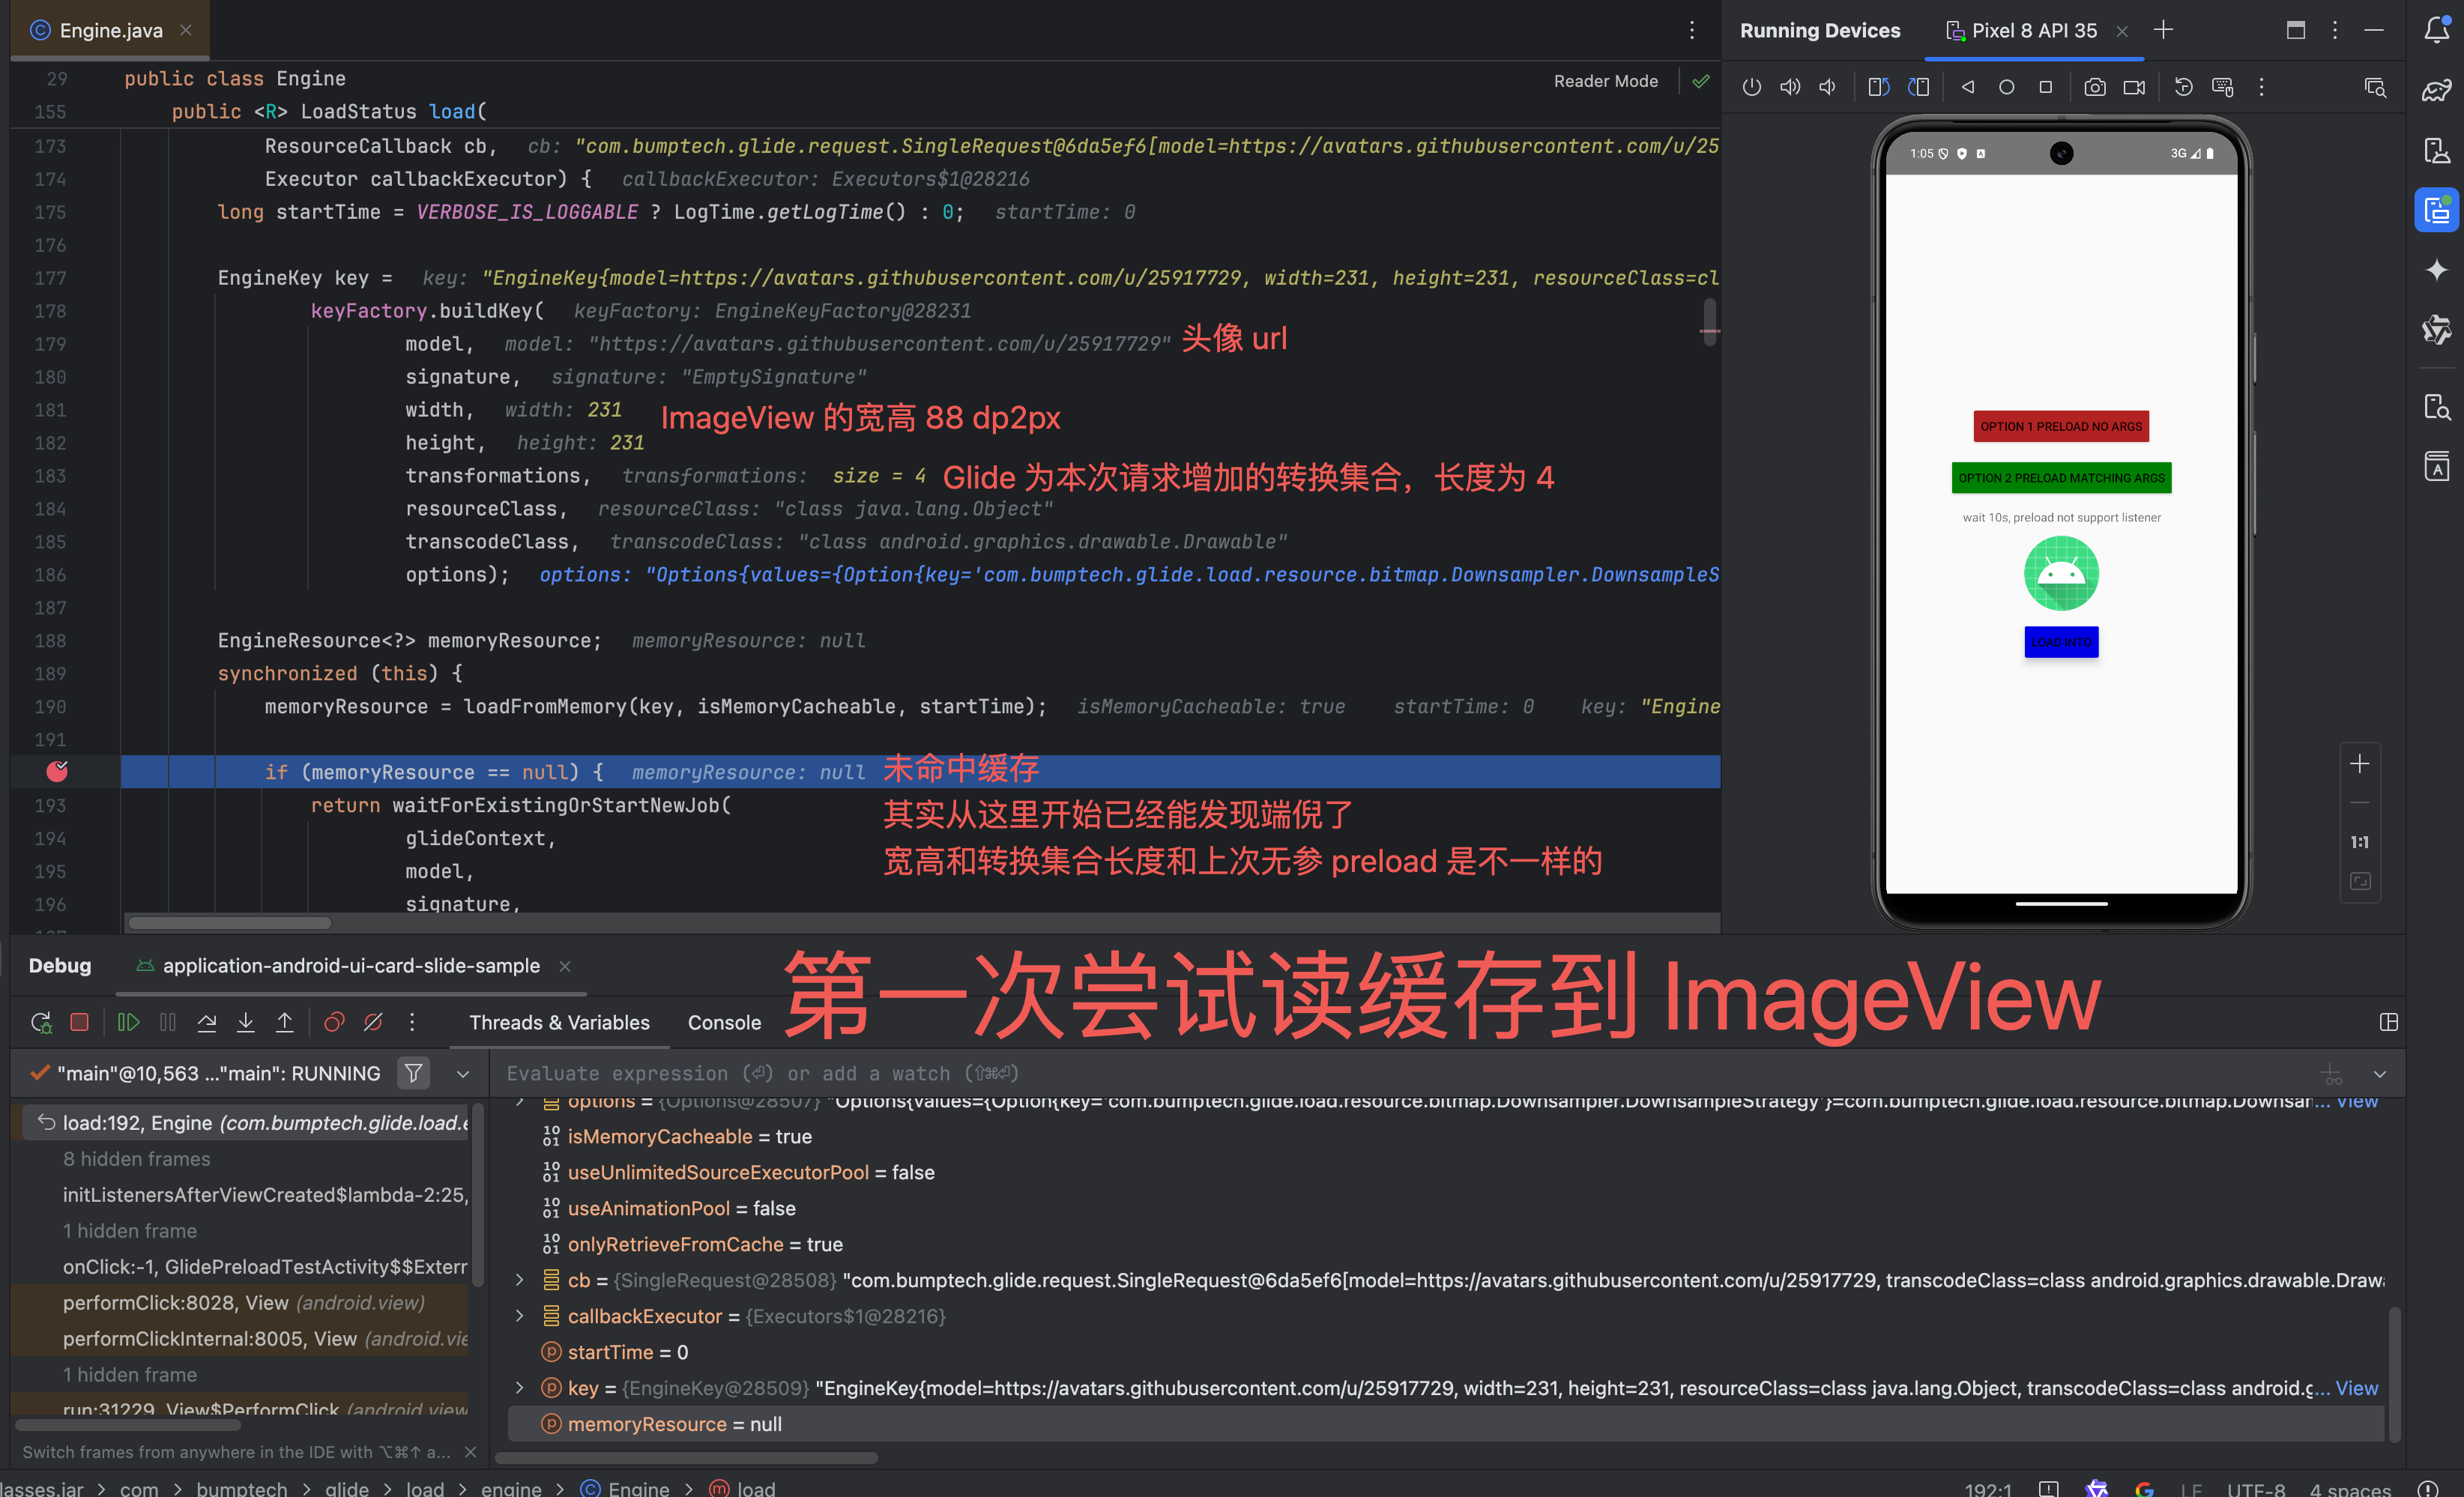 Engine.java
Running Devices
Pixel 8 API 35
29 public class Engine
Reader Mode
155 public <R> LoadStatus load(
173 ResourceCallback cb, cb: "com.bumptech.glide.request.SingleRequest@6da5ef6[model=https://avatars.githubusercontent.com/u/25
174 Executor callbackExecutor) { callbackExecutor: Executors$1@28216
175 long startTime = VERBOSE_IS_LOGGABLE ? LogTime.getLogTime() : 0; startTime: 0
176
177 EngineKey key = key: "EngineKey{model=https://avatars.githubusercontent.com/u/25917729, width=231, height=231, resourceClass=cl
178 keyFactory.buildKey( keyFactory: EngineKeyFactory@28231
179 model, model: "https://avatars.githubusercontent.com/u/25917729" 头像 url
180 signature, signature: "EmptySignature"
181 width, width: 231
ImageView 的宽高 88 dp2px
182 height, height: 231
183 transformations, transformations: size = 4 Glide 为本次请求增加的转换集合，长度为 4
184 resourceClass, resourceClass: "class java.lang.Object"
185 transcodeClass, transcodeClass: "class android.graphics.drawable.Drawable"
186 options); options: "Options{values={Option{key='com.bumptech.glide.load.resource.bitmap.Downsampler.DownsampleS
187
188 EngineResource<?> memoryResource; memoryResource: null
189 synchronized (this) {
190 memoryResource = loadFromMemory(key, isMemoryCacheable, startTime); isMemoryCacheable: true startTime: 0 key: "Engine
191
if (memoryResource == null) { memoryResource: null 未命中缓存
193 return waitForExistingOrStartNewJob(
其实从这里开始已经能发现端倪了
194 glideContext,
宽高和转换集合长度和上次无参 preload 是不一样的
195 model,
196 signature,
1:05
3G
OPTION 1 PRELOAD NO ARGS
OPTION 2 PRELOAD MATCHING ARGS
wait 10s, preload not support listener
LOAD INTO
1:1
Debug
application-android-ui-card-slide-sample
第一次尝试读缓存到 ImageView
Threads & Variables
Console
"main"@10,563 ..."main": RUNNING
Evaluate expression (⏎) or add a watch (⇧⌘⏎)
load:192, Engine (com.bumptech.glide.load.e
8 hidden frames
initListenersAfterViewCreated$lambda-2:25,
1 hidden frame
onClick:-1, GlidePreloadTestActivity$$Exterr
performClick:8028, View (android.view)
performClickInternal:8005, View (android.vie
1 hidden frame
run:31229, View$PerformClick (android.view
Switch frames from anywhere in the IDE with ⌥⌘↑ a...
options = {Options@28507} "Options{values={Option{key='com.bumptech.glide.load.resource.bitmap.Downsampler.DownsampleStrategy'}=com.bumptech.glide.load.resource.bitmap.Downsar... View
isMemoryCacheable = true
useUnlimitedSourceExecutorPool = false
useAnimationPool = false
onlyRetrieveFromCache = true
cb = {SingleRequest@28508} "com.bumptech.glide.request.SingleRequest@6da5ef6[model=https://avatars.githubusercontent.com/u/25917729, transcodeClass=class android.graphics.drawable.Drawa
callbackExecutor = {Executors$1@28216}
startTime = 0
key = {EngineKey@28509} "EngineKey{model=https://avatars.githubusercontent.com/u/25917729, width=231, height=231, resourceClass=class java.lang.Object, transcodeClass=class android.g... View
memoryResource = null
lasses.jar > com > bumptech > glide > load > engine > Engine > load
192:1
LF
UTF-8
4 spaces